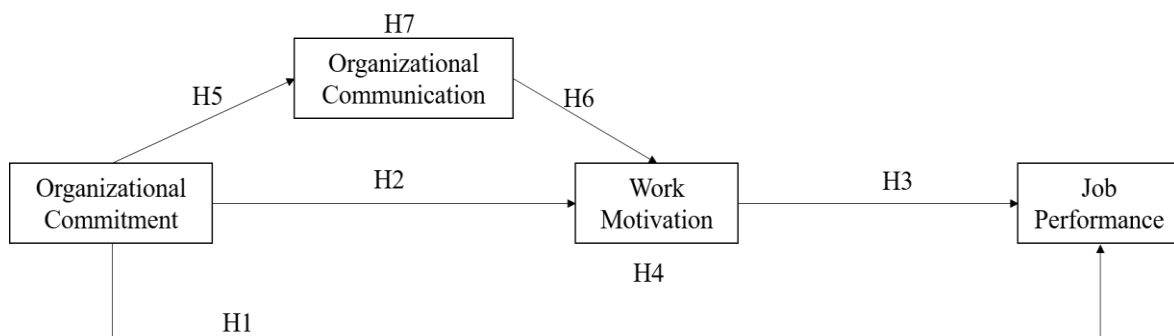 H7
Organizational
Communication
H5
H6
Organizational
Commitment
H2
Work
Motivation
H3
Job
Performance
H4
H1